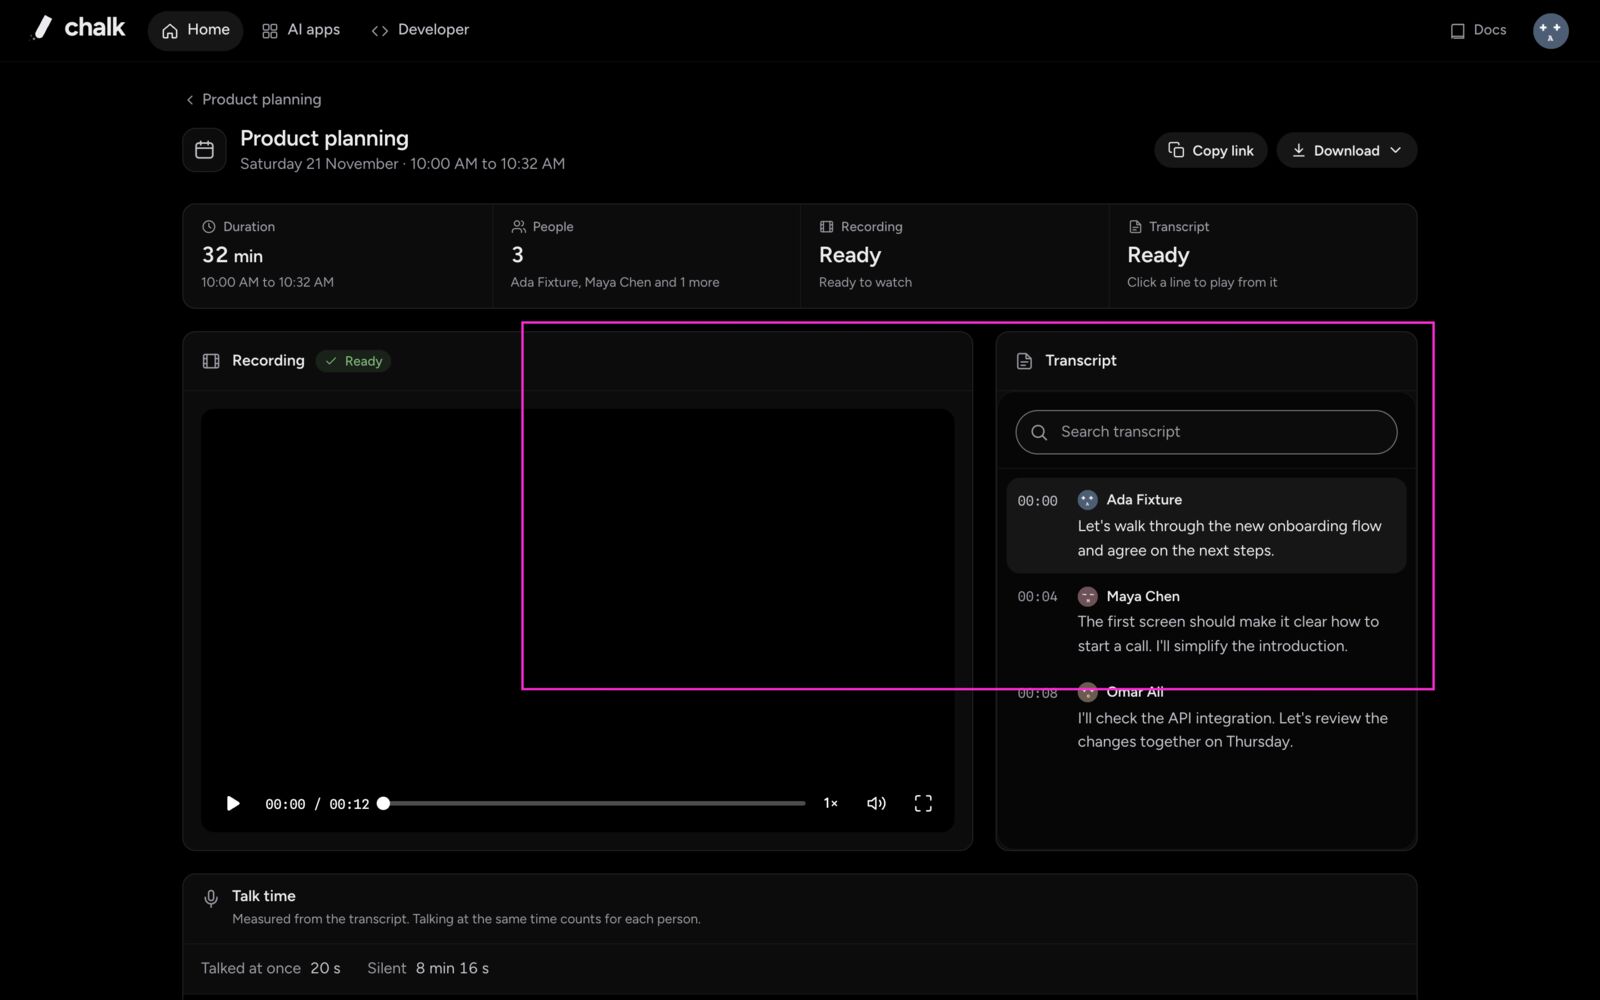 chalk
Home
AI apps
Developer
Docs
Product planning
Product planning
Saturday 21 November · 10:00 AM to 10:32 AM
Copy link
Download
Duration
32 min
10:00 AM to 10:32 AM
People
3
Ada Fixture, Maya Chen and 1 more
Recording
Ready
Ready to watch
Transcript
Ready
Click a line to play from it
Recording
Ready
00:00 / 00:12
1×
Transcript
Search transcript
00:00 Ada Fixture
Let's walk through the new onboarding flow
and agree on the next steps.
00:04 Maya Chen
The first screen should make it clear how to
start a call. I'll simplify the introduction.
00:08 Omar Ali
I'll check the API integration. Let's review the
changes together on Thursday.
Talk time
Measured from the transcript. Talking at the same time counts for each person.
Talked at once 20 s Silent 8 min 16 s